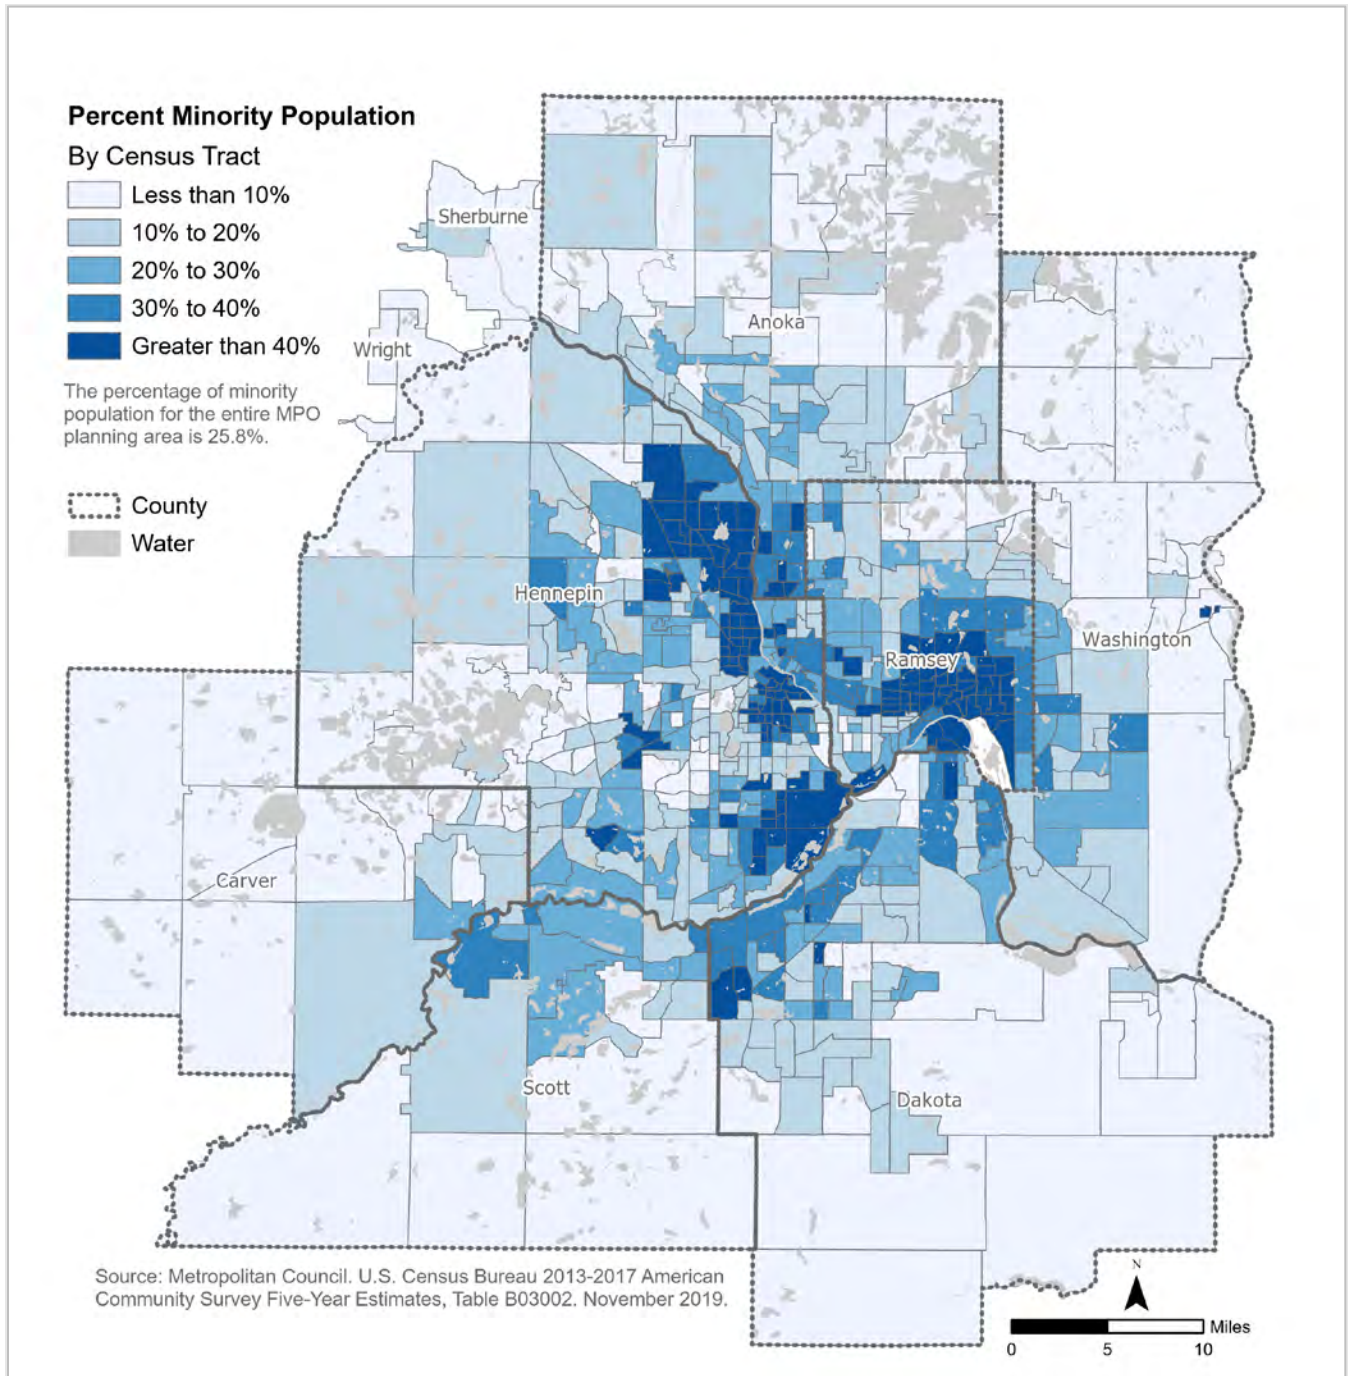 Percent Minority Population
By Census Tract
Less than 10%
10% to 20%
20% to 30%
30% to 40%
Greater than 40%
The percentage of minority
population for the entire MPO
planning area is 25.8%.
County
Water
Sherburne
Anoka
Wright
Hennepin
Washington
Ramsey
Carver
Scott
Dakota
Source: Metropolitan Council. U.S. Census Bureau 2013-2017 American
Community Survey Five-Year Estimates, Table B03002. November 2019.
N
Miles
0 5 10